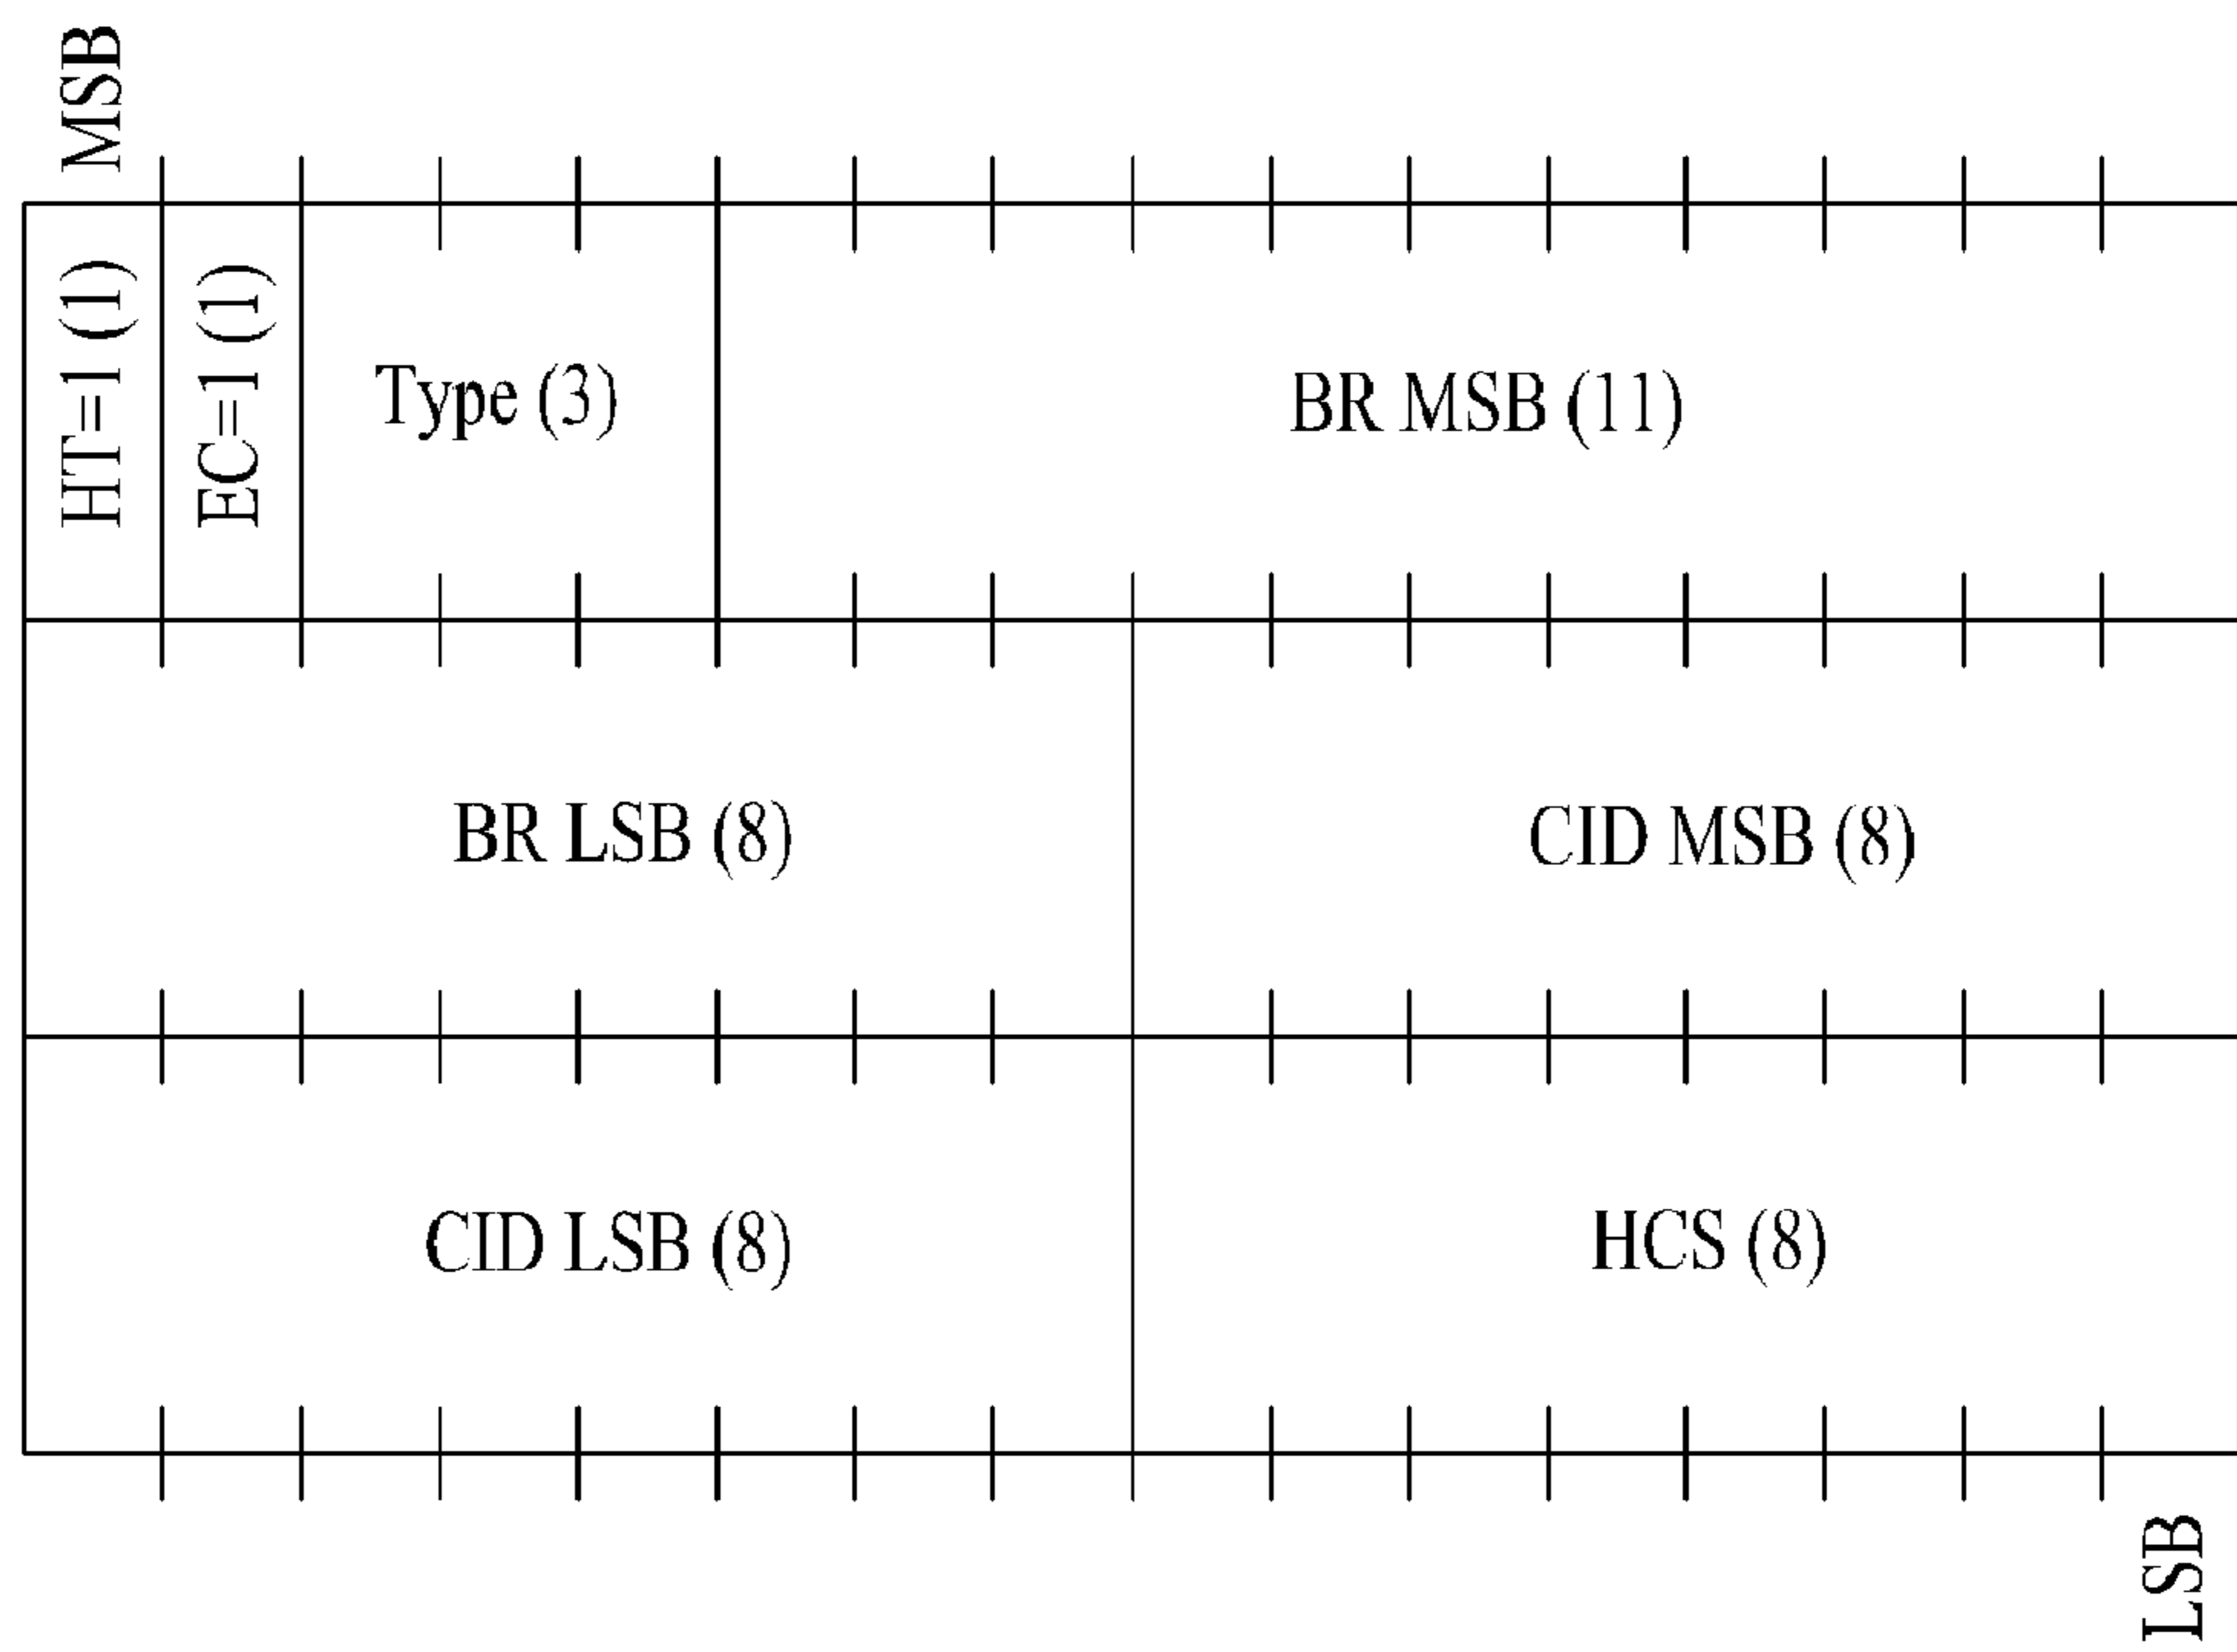 MSB
HT=1 (1)
EC=1 (1)
Type (3)
BR MSB (11)
BR LSB (8)
CID MSB (8)
CID LSB (8)
HCS (8)
LSB